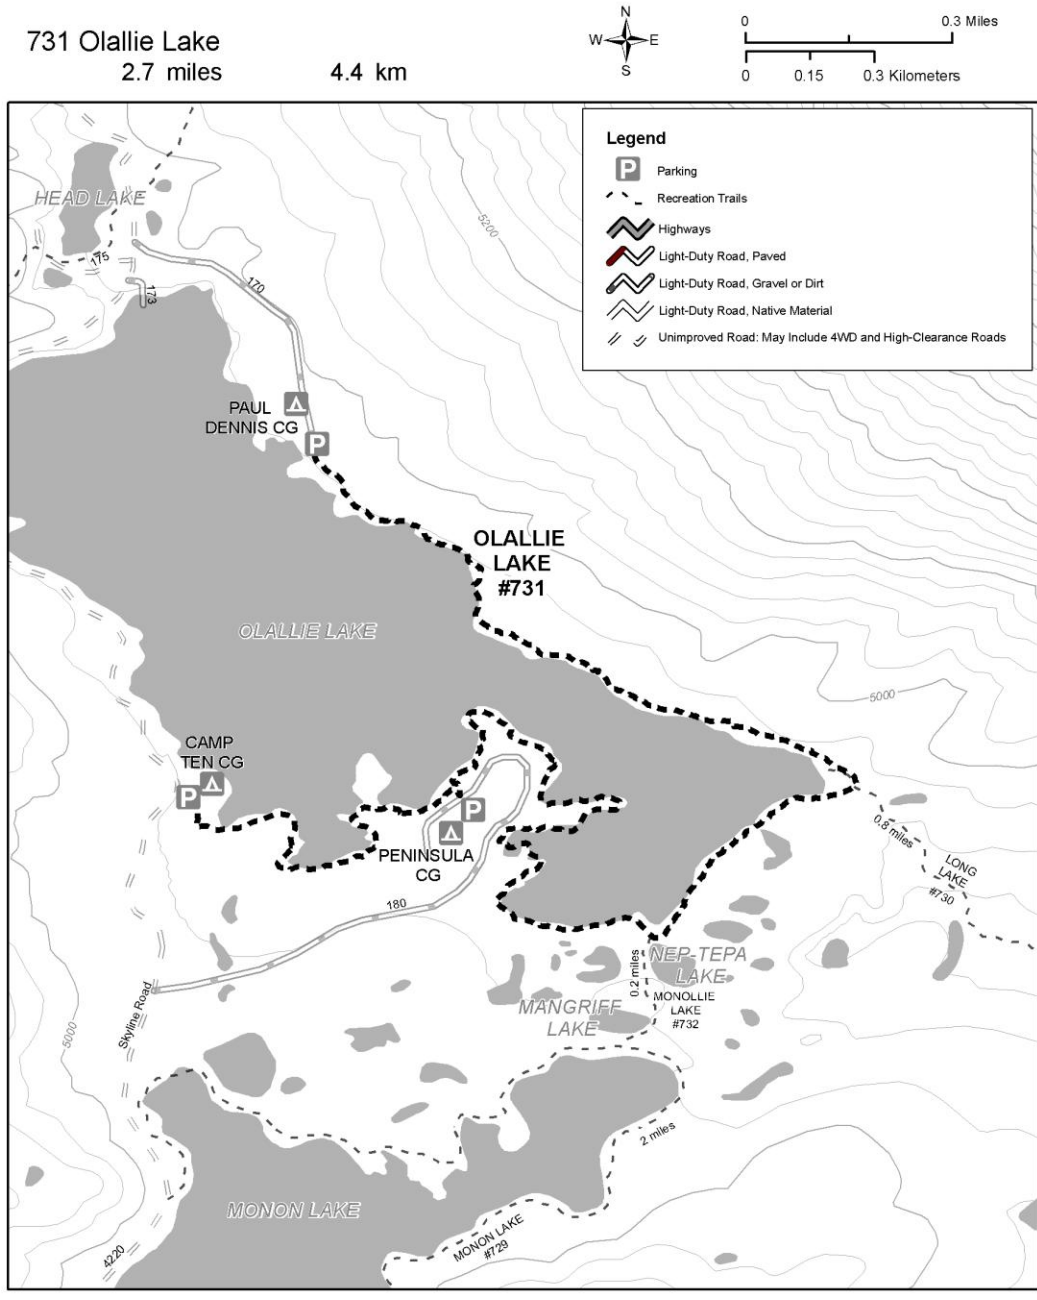 731 Olallie Lake
2.7 miles 4.4 km
N
W E
S
0 0.3 Miles
0 0.15 0.3 Kilometers
Legend
P Parking
Recreation Trails
Highways
Light-Duty Road, Paved
Light-Duty Road, Gravel or Dirt
Light-Duty Road, Native Material
Unimproved Road: May Include 4WD and High-Clearance Roads
HEAD LAKE
175
173
170
5200
PAUL
DENNIS CG
P
OLALLIE
LAKE
#731
OLALLIE LAKE
5000
CAMP
TEN CG
P
P
PENINSULA
CG
180
0.8 miles
LONG
LAKE
#730
NEP-TEPA
LAKE
0.2 miles
MONOLLIE
LAKE
#732
MANGRIFF
LAKE
Skyline Road
5000
2 miles
MONON LAKE
MONON LAKE
#729
4220